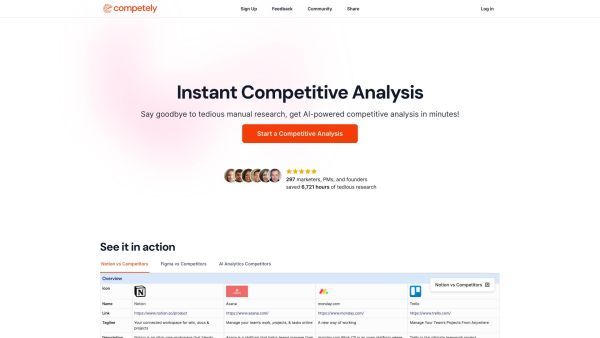 competely
Sign Up Feedback Community Share Log in
Instant Competitive Analysis
Say goodbye to tedious manual research, get AI-powered competitive analysis in minutes!
Start a Competitive Analysis
297 marketers, PMs, and founders
saved 6,721 hours of tedious research
See it in action
Notion vs Competitors Figma vs Competitors AI Analytics Competitors
Overview
Notion vs Competitors
Icon
Name Notion Asana monday.com Trello
Link https://www.notion.so/product https://www.asana.com/ https://www.monday.com/ https://www.trello.com/
Tagline Your connected workspace for wiki, docs & projects Manage your team's work, projects, & tasks online A new way of working Manage Your Team's Projects From Anywhere